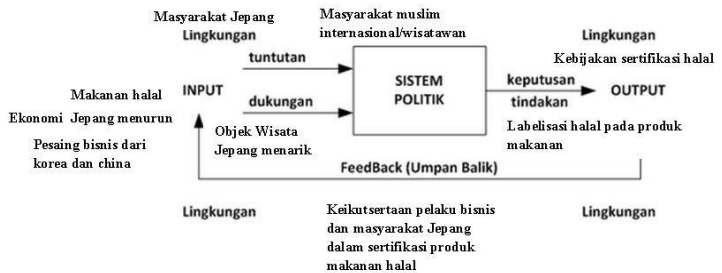 Masyarakat Jepang
Lingkungan
Masyarakat muslim
internasional/wisatawan
Lingkungan
Kebijakan sertifikasi halal
tuntutan
Makanan halal
INPUT
Ekonomi Jepang menurun
dukungan
Pesaing bisnis dari
korea dan china
Objek Wisata
Jepang menarik
SISTEM
POLITIK
keputusan
tindakan
OUTPUT
Labelisasi halal pada produk
makanan
FeedBack (Umpan Balik)
Lingkungan
Keikutsertaan pelaku bisnis
dan masyarakat Jepang
dalam sertifikasi produk
makanan halal
Lingkungan